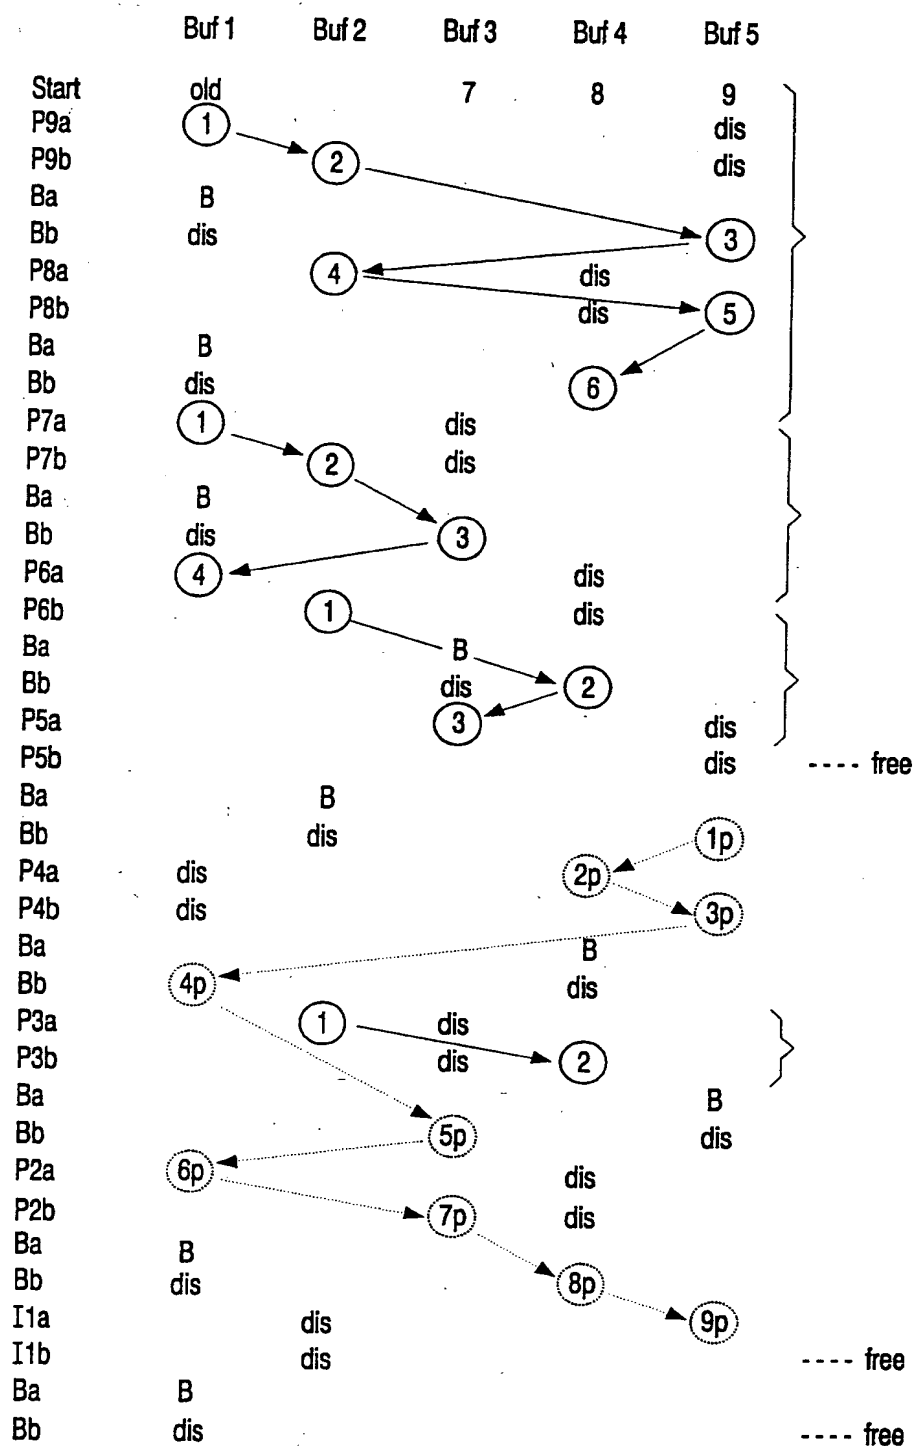 Buf 1 Buf 2 Buf 3 Buf 4 Buf 5
Start old 7 8 9
P9a 1 dis
P9b 2 dis
Ba B
Bb dis 3
P8a 4 dis
P8b dis 5
Ba B
Bb dis 6
P7a 1 dis
P7b 2 dis
Ba B
Bb dis 3
P6a 4 dis
P6b 1 dis
Ba B
Bb dis 2
P5a 3 dis
P5b dis ---- free
Ba B
Bb dis 1p
P4a dis 2p
P4b dis 3p
Ba B
Bb 4p dis
P3a 1 dis
P3b dis 2
Ba B
Bb 5p dis
P2a 6p dis
P2b 7p dis
Ba B
Bb dis 8p
I1a dis 9p
I1b dis ---- free
Ba B
Bb dis ---- free